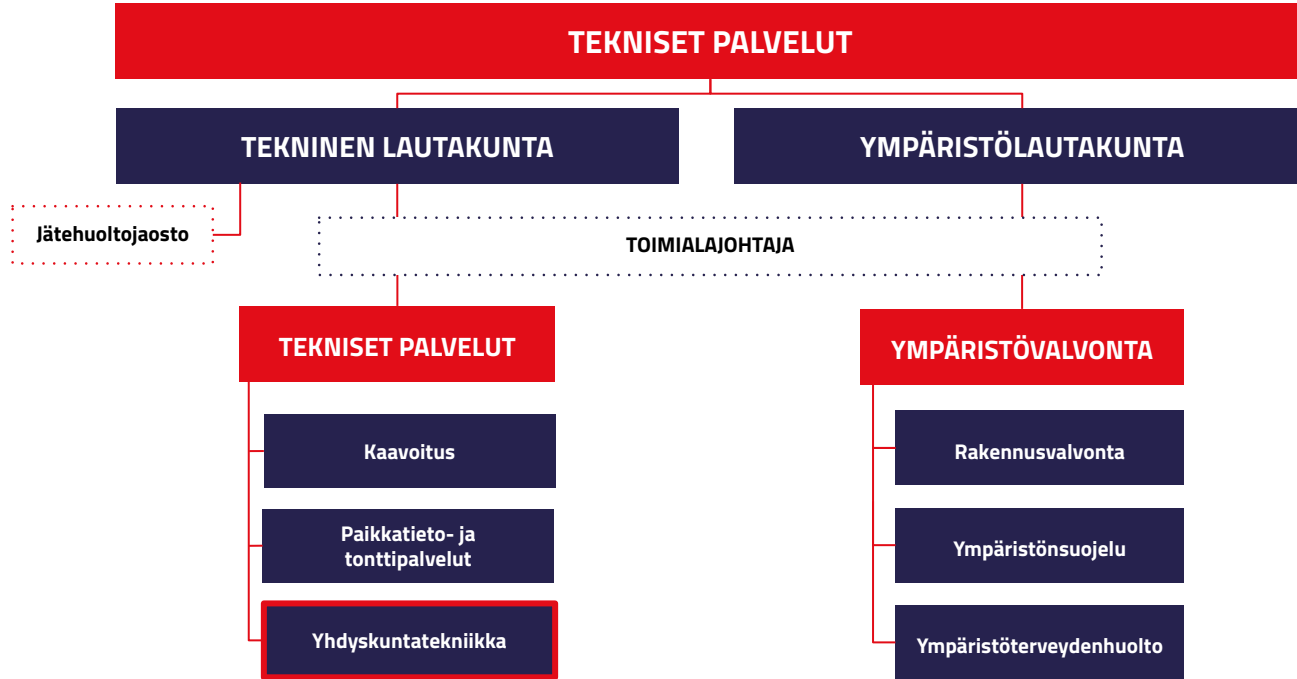 TEKNISET PALVELUT
TEKNINEN LAUTAKUNTA
YMPÄRISTÖLAUTAKUNTA
Jätehuoltojaosto
TOIMIALAJOHTAJA
TEKNISET PALVELUT
Kaavoitus
Paikkatieto- ja
tonttipalvelut
Yhdyskuntatekniikka
YMPÄRISTÖVALVONTA
Rakennusvalvonta
Ympäristönsuojelu
Ympäristöterveydenhuolto